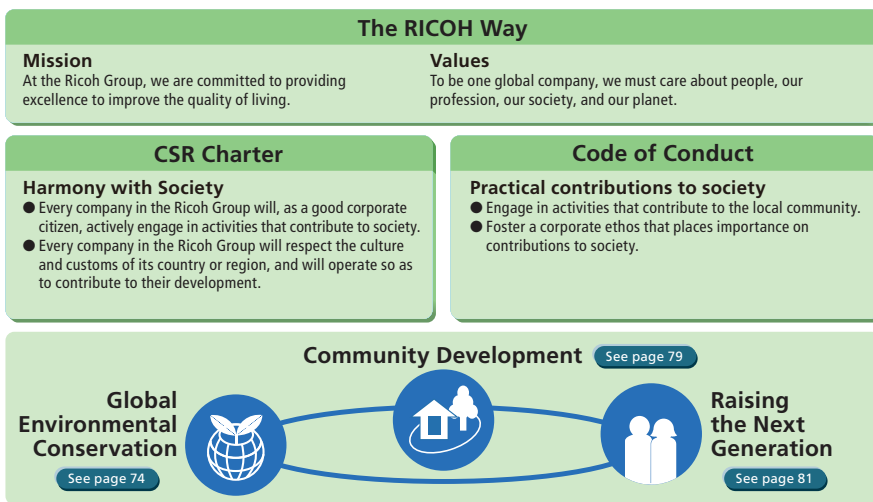 The RICOH Way
Mission
At the Ricoh Group, we are committed to providing
excellence to improve the quality of living.
Values
To be one global company, we must care about people, our
profession, our society, and our planet.
CSR Charter
Harmony with Society
● Every company in the Ricoh Group will, as a good corporate
citizen, actively engage in activities that contribute to society.
● Every company in the Ricoh Group will respect the culture
and customs of its country or region, and will operate so as
to contribute to their development.
Code of Conduct
Practical contributions to society
● Engage in activities that contribute to the local community.
● Foster a corporate ethos that places importance on
contributions to society.
Community Development See page 79
Global
Environmental
Conservation
See page 74
Raising
the Next
Generation
See page 81